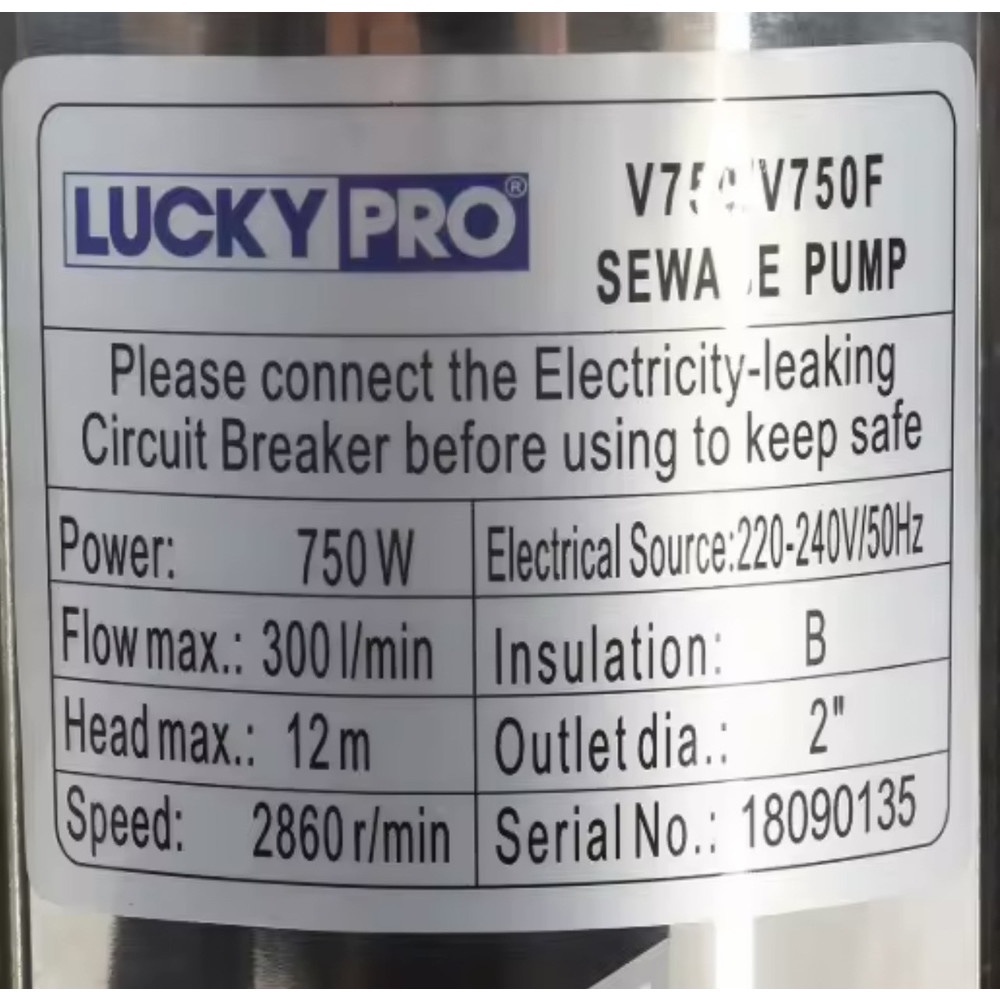 LUCKY PRO®
V750F
PUMP
Please connect the Electricity-leaking
Circuit Breaker before using to keep safe
Power: 750 W
Electrical Source:220-240V/50Hz
Flow max.: 300 l/min
Insulation: B
Head max.: 12 m
Outlet dia.: 2"
Speed: 2860 r/min
Serial No.: 18090135